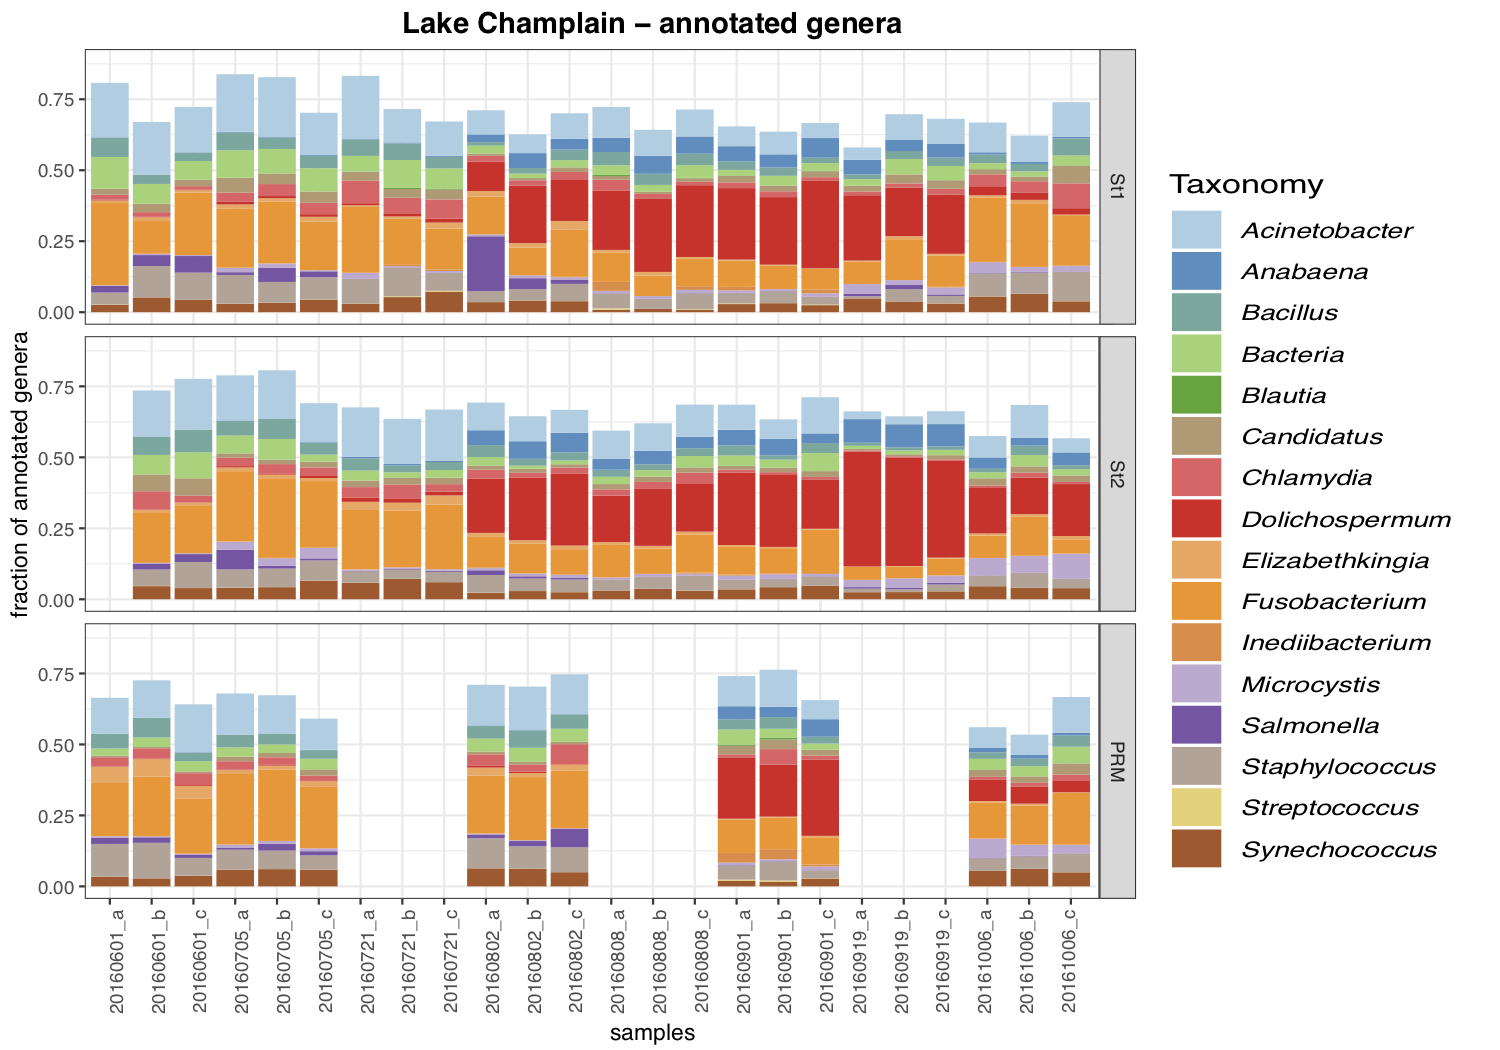 Lake Champlain – annotated genera
fraction of annotated genera
0.75
0.50
0.25
0.00
St1
0.75
0.50
0.25
0.00
St2
0.75
0.50
0.25
0.00
PRM
20160601_a
20160601_b
20160601_c
20160705_a
20160705_b
20160705_c
20160721_a
20160721_b
20160721_c
20160802_a
20160802_b
20160802_c
20160808_a
20160808_b
20160808_c
20160901_a
20160901_b
20160901_c
20160919_a
20160919_b
20160919_c
20161006_a
20161006_b
20161006_c
samples
Taxonomy
Acinetobacter
Anabaena
Bacillus
Bacteria
Blautia
Candidatus
Chlamydia
Dolichospermum
Elizabethkingia
Fusobacterium
Inediibacterium
Microcystis
Salmonella
Staphylococcus
Streptococcus
Synechococcus